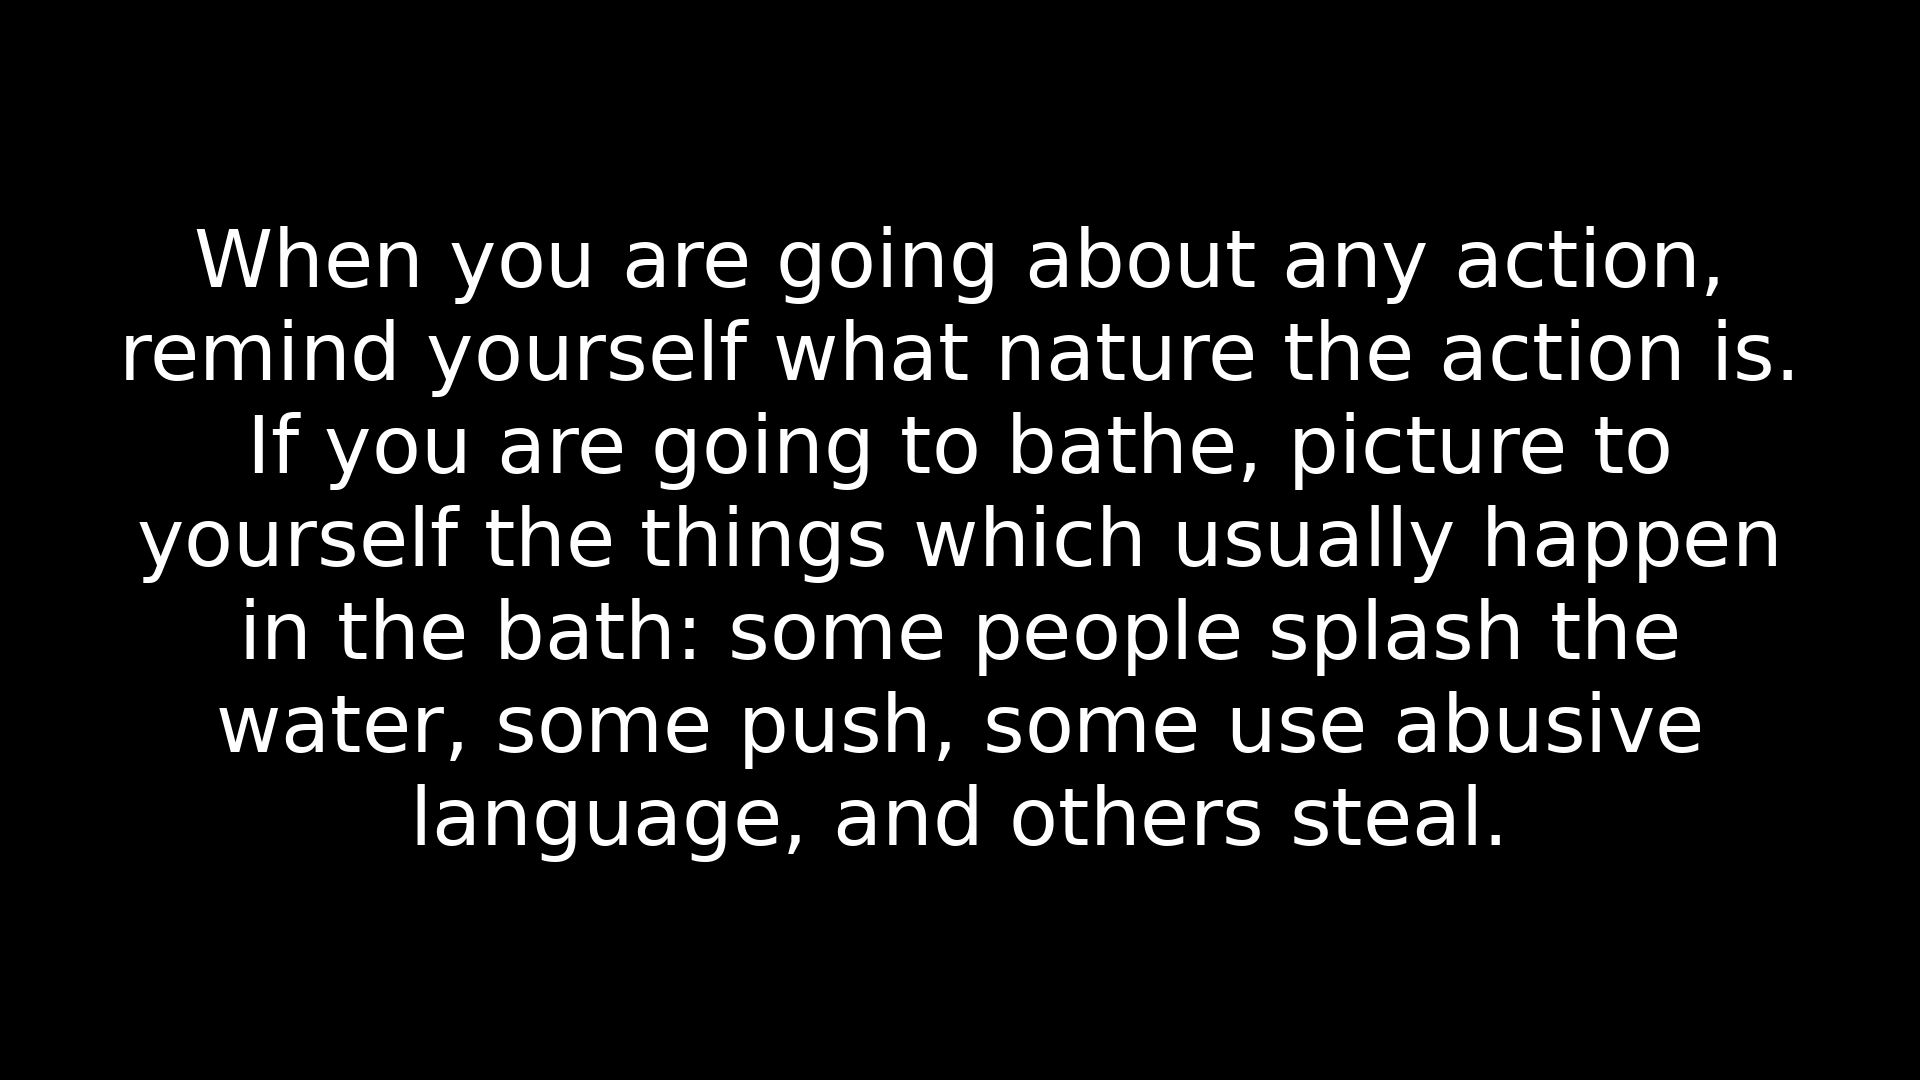 When you are going about any action,
remind yourself what nature the action is.
If you are going to bathe, picture to
yourself the things which usually happen
in the bath: some people splash the
water, some push, some use abusive
language, and others steal.